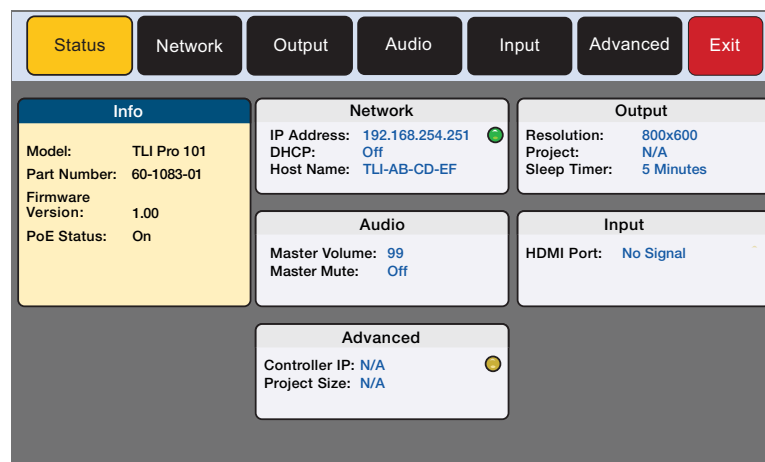 Status
Network
Output
Audio
Input
Advanced
Exit
Info
Model: TLI Pro 101
Part Number: 60-1083-01
Firmware
Version: 1.00
PoE Status: On
Network
IP Address: 192.168.254.251
DHCP: Off
Host Name: TLI-AB-CD-EF
Output
Resolution: 800x600
Project: N/A
Sleep Timer: 5 Minutes
Audio
Master Volume: 99
Master Mute: Off
Input
HDMI Port: No Signal
Advanced
Controller IP: N/A
Project Size: N/A